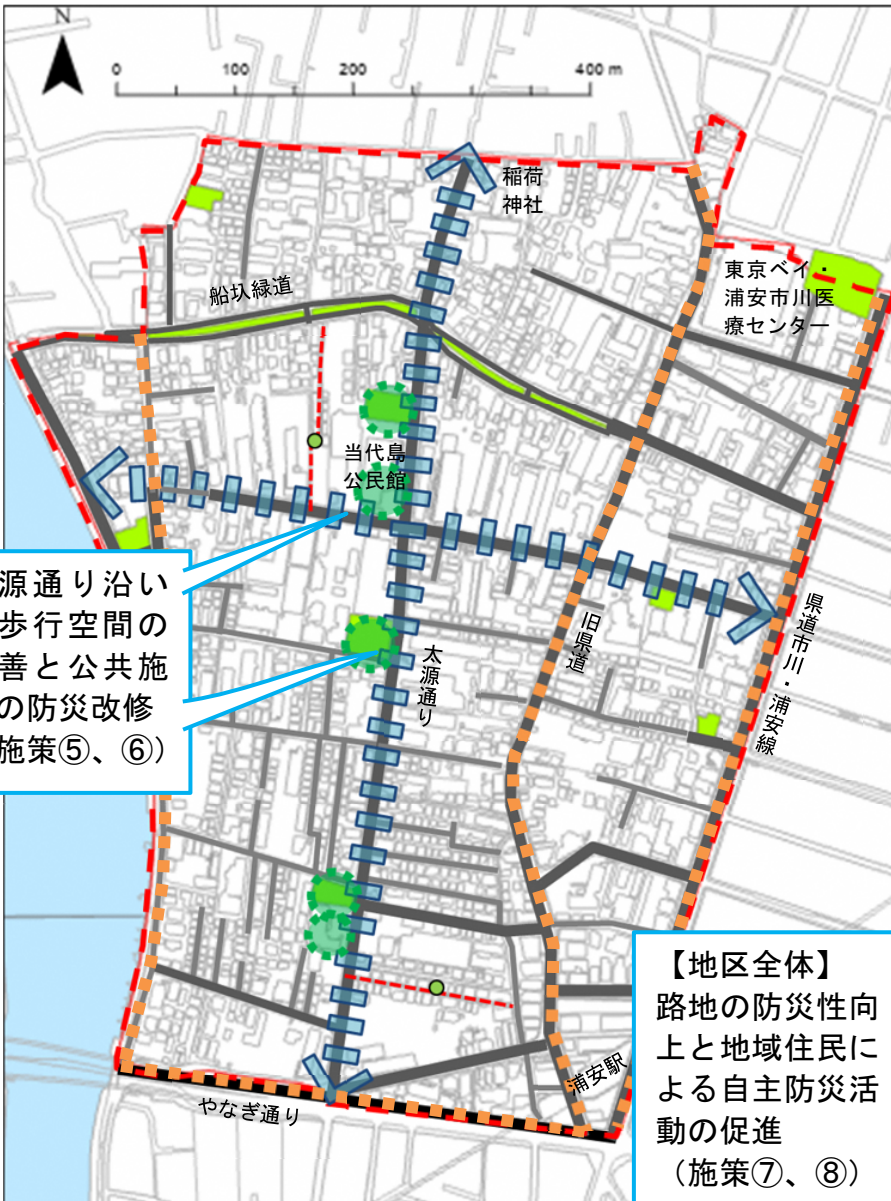 N
0 100 200 400 m
稲荷
神社
東京ベイ・
浦安市川医
療センター
船圦緑道
当代島
公民館
源通り沿い
歩行空間の
善と公共施
の防災改修
施策⑤、⑥)
太源通り
旧県道
県道市川・浦安線
【地区全体】
路地の防災性向
上と地域住民に
よる自主防災活
動の促進
（施策⑦、⑧）
浦安駅
やなぎ通り